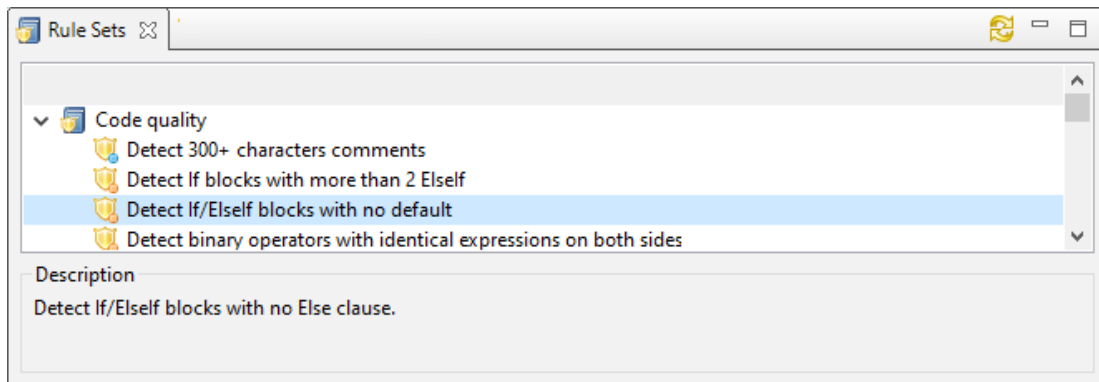 Rule Sets
Code quality
Detect 300+ characters comments
Detect If blocks with more than 2 ElseIf
Detect If/ElseIf blocks with no default
Detect binary operators with identical expressions on both sides
Description
Detect If/ElseIf blocks with no Else clause.